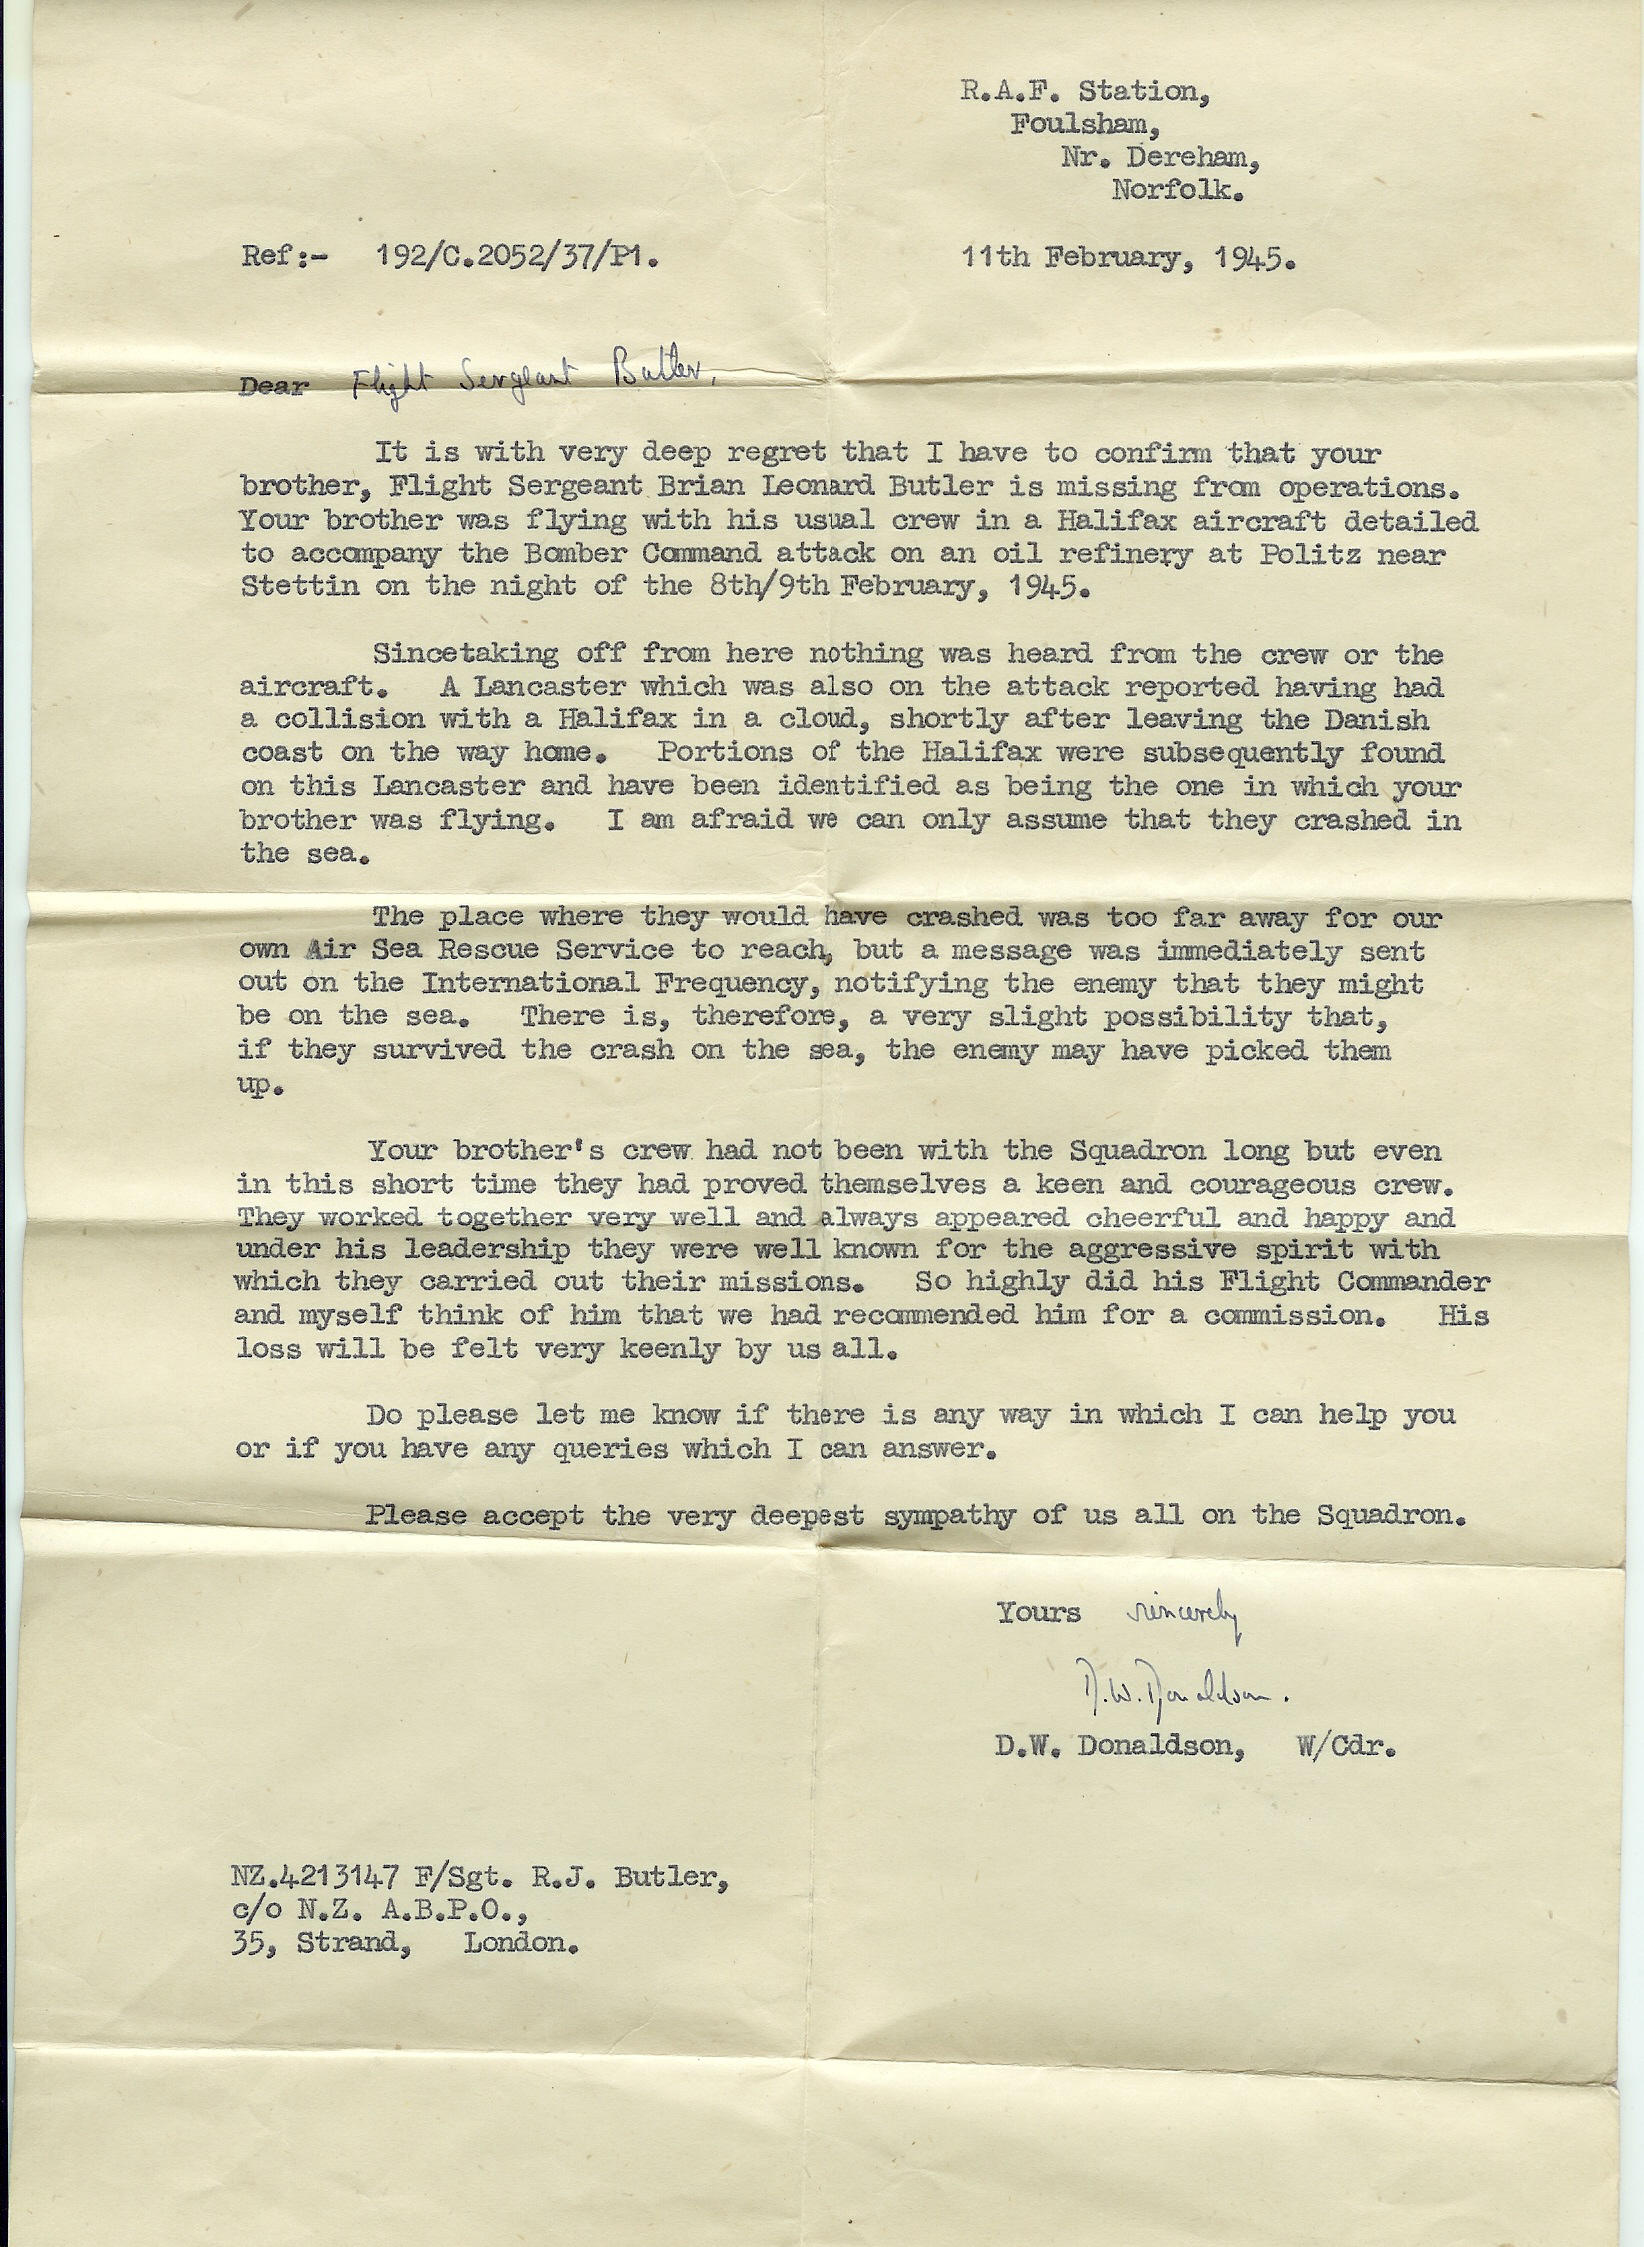 R.A.F. Station,
Foulsham,
Nr. Dereham,
Norfolk.
Ref:-   192/C.2052/37/P1.
11th February, 1945.
Dear Flight Sergeant Butler,
It is with very deep regret that I have to confirm that your
brother, Flight Sergeant Brian Leonard Butler is missing from operations.
Your brother was flying with his usual crew in a Halifax aircraft detailed
to accompany the Bomber Command attack on an oil refinery at Politz near
Stettin on the night of the 8th/9th February, 1945.
Sincetaking off from here nothing was heard from the crew or the
aircraft.   A Lancaster which was also on the attack reported having had
a collision with a Halifax in a cloud, shortly after leaving the Danish
coast on the way home.   Portions of the Halifax were subsequently found
on this Lancaster and have been identified as being the one in which your
brother was flying.   I am afraid we can only assume that they crashed in
the sea.
The place where they would have crashed was too far away for our
own Air Sea Rescue Service to reach, but a message was immediately sent
out on the International Frequency, notifying the enemy that they might
be on the sea.   There is, therefore, a very slight possibility that,
if they survived the crash on the sea, the enemy may have picked them
up.
Your brother's crew had not been with the Squadron long but even
in this short time they had proved themselves a keen and courageous crew.
They worked together very well and always appeared cheerful and happy and
under his leadership they were well known for the aggressive spirit with
which they carried out their missions.   So highly did his Flight Commander
and myself think of him that we had recommended him for a commission.   His
loss will be felt very keenly by us all.
Do please let me know if there is any way in which I can help you
or if you have any queries which I can answer.
Please accept the very deepest sympathy of us all on the Squadron.
Yours sincerely
D.W. Donaldson.
D.W. Donaldson,   W/Cdr.
NZ.4213147 F/Sgt. R.J. Butler,
c/o N.Z. A.B.P.O.,
35, Strand,   London.